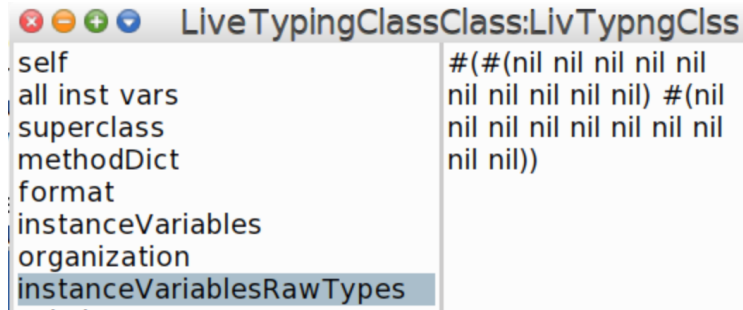 LiveTypingClassClass:LivTypngClss
self
all inst vars
superclass
methodDict
format
instanceVariables
organization
instanceVariablesRawTypes
#(#(nil nil nil nil nil
nil nil nil nil nil) #(nil
nil nil nil nil nil nil nil
nil nil))